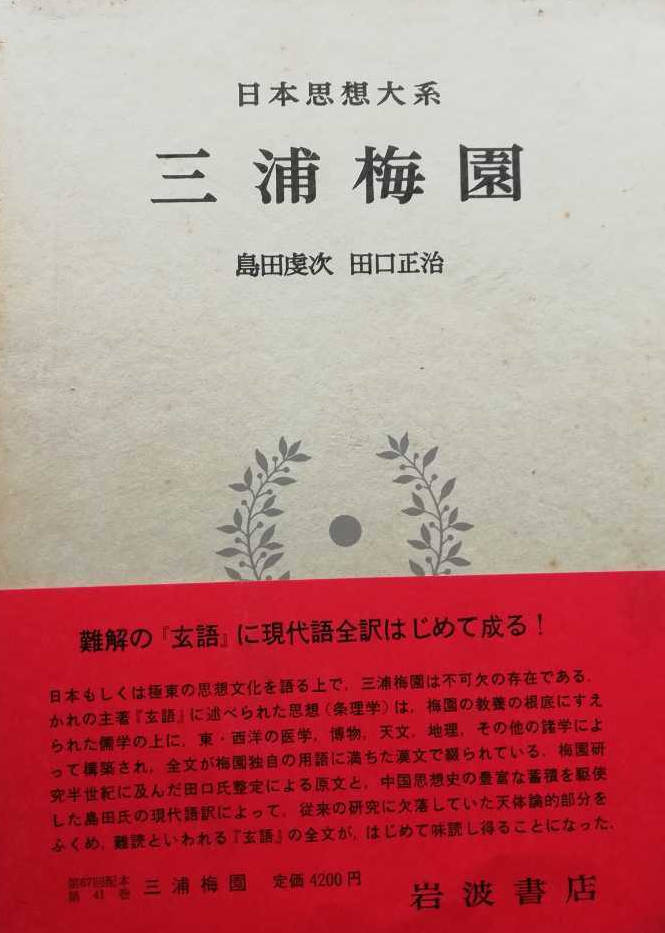 日本思想大系
三浦梅園
島田虔次 田口正治
難解の『玄語』に現代語全訳はじめて成る！
日本もしくは極東の思想文化を語る上で，三浦梅園は不可欠の存在である．
かれの主著『玄語』に述べられた思想（条理学）は，梅園の教養の根底にすえ
られた儒学の上に，東・西洋の医学，博物，天文，地理，その他の諸学によ
って構築され，全文が梅園独自の用語に満ちた漢文で綴られている．梅園研
究半世紀に及んだ田口氏整定による原文と，中国思想史の豊富な蓄積を駆使
した島田氏の現代語訳によって，従来の研究に欠落していた天体論的部分を
ふくめ，難読といわれる『玄語』の全文が，はじめて味読し得ることになった．
第67回配本
第41巻 三浦梅園 定価4200円
岩波書店